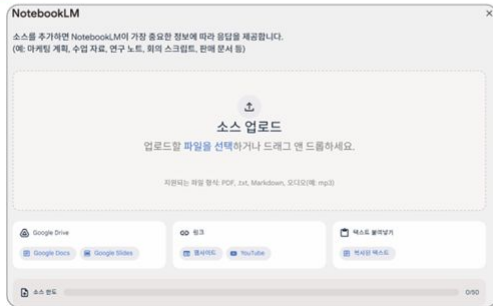 NotebookLM
×
소스를 추가하면 NotebookLM이 가장 중요한 정보에 따라 응답을 제공합니다.
(예: 마케팅 계획, 수업 자료, 연구 노트, 회의 스크립트, 판매 문서 등)
소스 업로드
업로드할 파일을 선택하거나 드래그 앤 드롭하세요.
지원되는 파일 형식: PDF, .txt, Markdown, 오디오(예: mp3)
Google Drive
Google Docs
Google Slides
링크
웹사이트
YouTube
텍스트 붙여넣기
복사된 텍스트
소스 한도
0/50